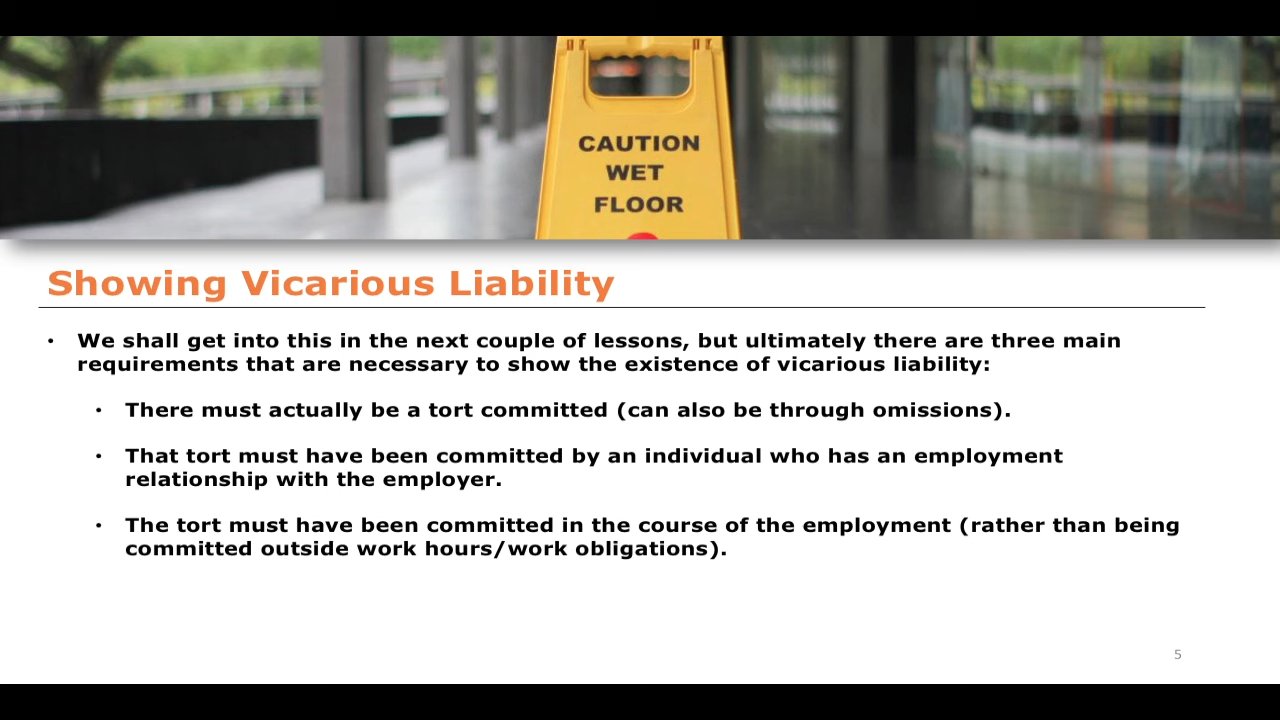 CAUTION
WET
FLOOR
Showing Vicarious Liability
• We shall get into this in the next couple of lessons, but ultimately there are three main
requirements that are necessary to show the existence of vicarious liability:
• There must actually be a tort committed (can also be through omissions).
• That tort must have been committed by an individual who has an employment
relationship with the employer.
• The tort must have been committed in the course of the employment (rather than being
committed outside work hours/work obligations).
5